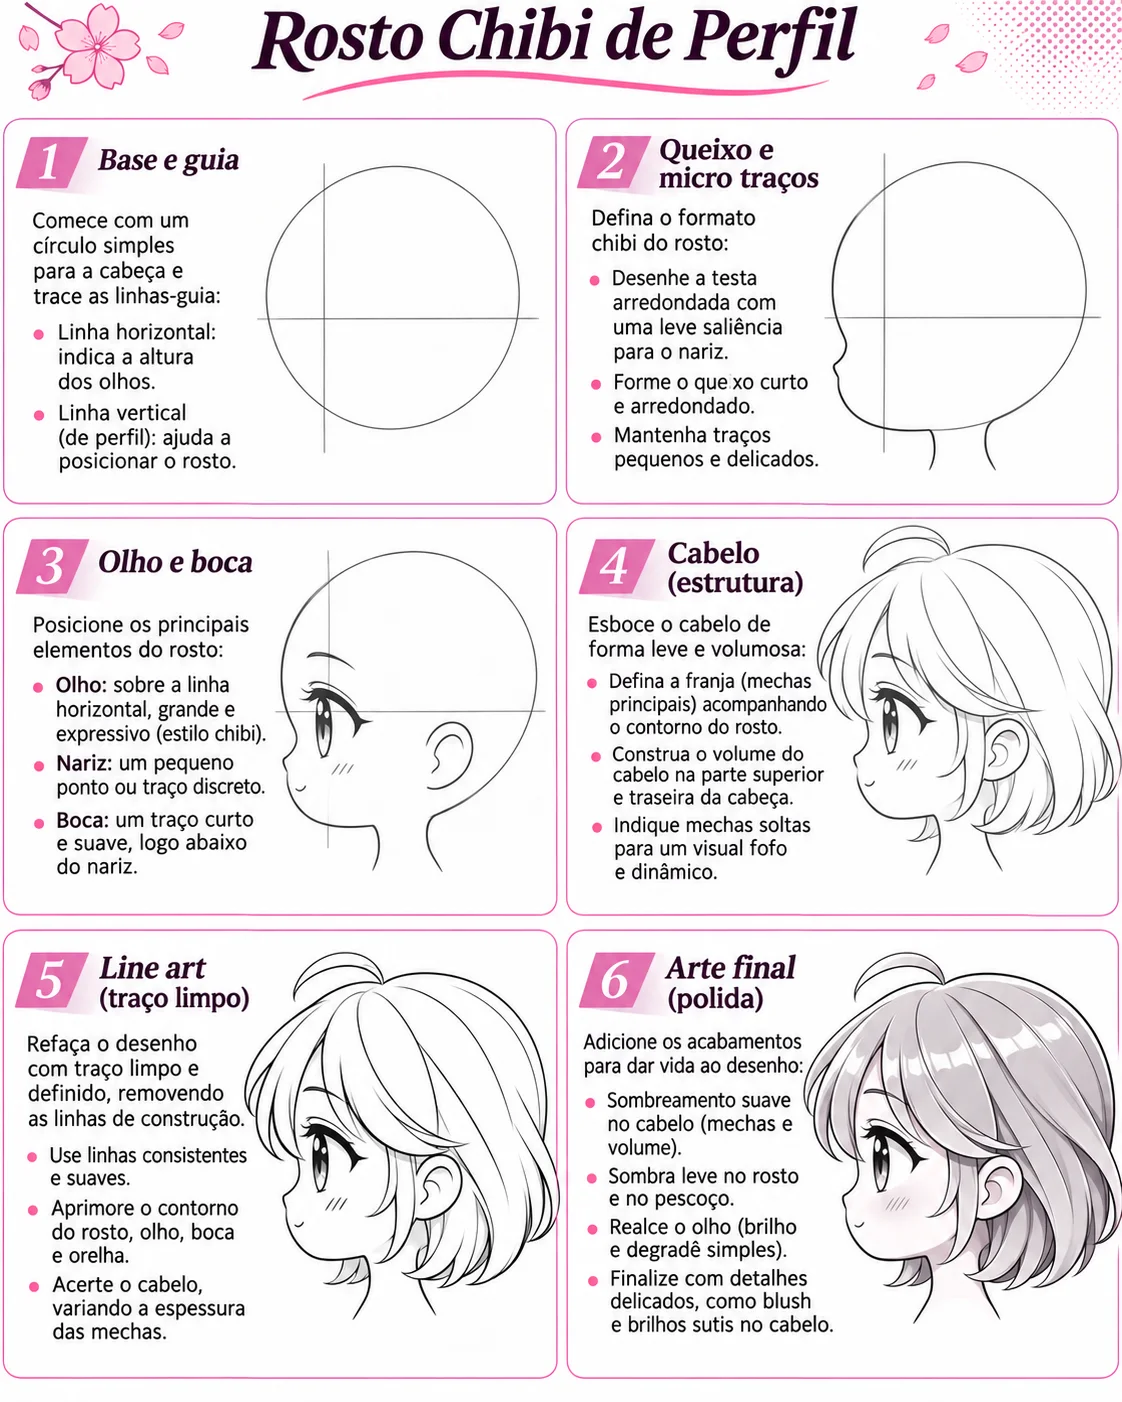 Rosto Chibi de Perfil
1 Base e guia
Comece com um
círculo simples
para a cabeça e
trace as linhas-guia:
• Linha horizontal:
indica a altura
dos olhos.
• Linha vertical
(de perfil): ajuda a
posicionar o rosto.
2 Queixo e
micro traços
Defina o formato
chibi do rosto:
• Desenhe a testa
arredondada com
uma leve saliência
para o nariz.
• Forme o queixo curto
e arredondado.
• Mantenha traços
pequenos e delicados.
3 Olho e boca
Posicione os principais
elementos do rosto:
• Olho: sobre a linha
horizontal, grande e
expressivo (estilo chibi).
• Nariz: um pequeno
ponto ou traço discreto.
• Boca: um traço curto
e suave, logo abaixo
do nariz.
4 Cabelo
(estrutura)
Esboce o cabelo de
forma leve e volumosa:
• Defina a franja (mechas
principais) acompanhando
o contorno do rosto.
• Construa o volume do
cabelo na parte superior
e traseira da cabeça.
• Indique mechas soltas
para um visual fofo
e dinâmico.
5 Line art
(traço limpo)
Refaça o desenho
com traço limpo e
definido, removendo
as linhas de construção.
• Use linhas consistentes
e suaves.
• Aprimore o contorno
do rosto, olho, boca
e orelha.
• Acerte o cabelo,
variando a espessura
das mechas.
6 Arte final
(polida)
Adicione os acabamentos
para dar vida ao desenho:
• Sombreamento suave
no cabelo (mechas e
volume).
• Sombra leve no rosto
e no pescoço.
• Realce o olho (brilho
e degradê simples).
• Finalize com detalhes
delicados, como blush
e brilhos sutis no cabelo.